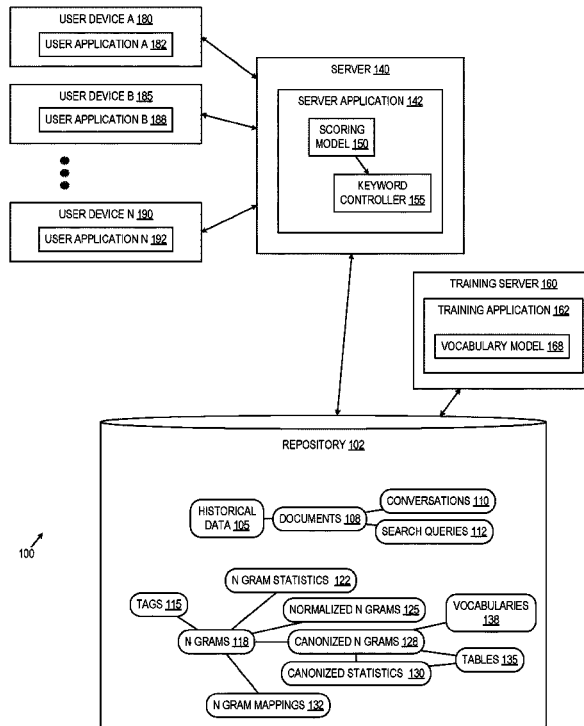 USER DEVICE A 180
USER APPLICATION A 182
USER DEVICE B 185
USER APPLICATION B 188
USER DEVICE N 190
USER APPLICATION N 192
SERVER 140
SERVER APPLICATION 142
SCORING
MODEL 150
KEYWORD
CONTROLLER 155
TRAINING SERVER 160
TRAINING APPLICATION 162
VOCABULARY MODEL 168
REPOSITORY 102
HISTORICAL
DATA 105
DOCUMENTS 108
CONVERSATIONS 110
SEARCH QUERIES 112
100
N GRAM STATISTICS 122
TAGS 115
NORMALIZED N GRAMS 125
VOCABULARIES
138
N GRAMS 118
CANONIZED N GRAMS 128
TABLES 135
CANONIZED STATISTICS 130
N GRAM MAPPINGS 132